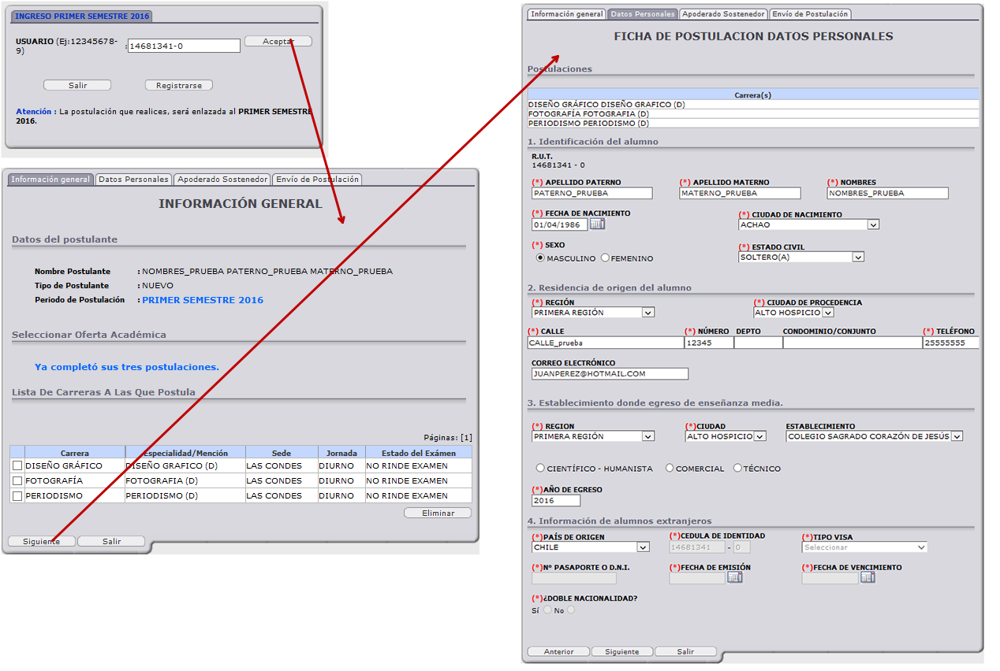 INGRESO PRIMER SEMESTRE 2016
USUARIO (Ej:12345678-9) : 14681341-0 Aceptar
Salir Registrarse
Atención : La postulación que realices, será enlazada al PRIMER SEMESTRE
2016.
Información general Datos Personales Apoderado Sostenedor Envío de Postulación
INFORMACIÓN GENERAL
Datos del postulante
Nombre Postulante : NOMBRES_PRUEBA PATERNO_PRUEBA MATERNO_PRUEBA
Tipo de Postulante : NUEVO
Periodo de Postulación : PRIMER SEMESTRE 2016
Seleccionar Oferta Académica
Ya completó sus tres postulaciones.
Lista De Carreras A Las Que Postula
Páginas: [1]
Carrera Especialidad/Mención Sede Jornada Estado del Exámen
DISEÑO GRÁFICO DISEÑO GRAFICO (D) LAS CONDES DIURNO NO RINDE EXAMEN
FOTOGRAFÍA FOTOGRAFIA (D) LAS CONDES DIURNO NO RINDE EXAMEN
PERIODISMO PERIODISMO (D) LAS CONDES DIURNO NO RINDE EXAMEN
Eliminar
Siguiente Salir
Información general Datos Personales Apoderado Sostenedor Envío de Postulación
FICHA DE POSTULACION DATOS PERSONALES
Postulaciones
Carrera(s)
DISEÑO GRÁFICO DISEÑO GRAFICO (D)
FOTOGRAFÍA FOTOGRAFIA (D)
PERIODISMO PERIODISMO (D)
1. Identificación del alumno
R.U.T.
14681341 - 0
(*) APELLIDO PATERNO (*) APELLIDO MATERNO (*) NOMBRES
PATERNO_PRUEBA MATERNO_PRUEBA NOMBRES_PRUEBA
(*) FECHA DE NACIMIENTO (*) CIUDAD DE NACIMIENTO
01/04/1986 ACHAO
(*) SEXO (*) ESTADO CIVIL
MASCULINO FEMENINO SOLTERO(A)
2. Residencia de origen del alumno
(*) REGIÓN (*) CIUDAD DE PROCEDENCIA
PRIMERA REGIÓN ALTO HOSPICIO
(*) CALLE (*) NÚMERO DEPTO CONDOMINIO/CONJUNTO (*) TELÉFONO
CALLE_prueba 12345 25555555
CORREO ELECTRÓNICO
JUANPEREZ@HOTMAIL.COM
3. Establecimiento donde egreso de enseñanza media.
(*) REGION (*)CIUDAD ESTABLECIMIENTO
PRIMERA REGIÓN ALTO HOSPICIO COLEGIO SAGRADO CORAZÓN DE JESÚS
CIENTÍFICO - HUMANISTA COMERCIAL TÉCNICO
(*)AÑO DE EGRESO
2016
4. Información de alumnos extranjeros
(*)PAÍS DE ORIGEN (*)CEDULA DE IDENTIDAD (*)TIPO VISA
CHILE 14681341 - 0 Seleccionar
(*)Nº PASAPORTE O D.N.I. (*)FECHA DE EMISIÓN (*)FECHA DE VENCIMIENTO
(*)¿DOBLE NACIONALIDAD?
Sí No
Anterior Siguiente Salir